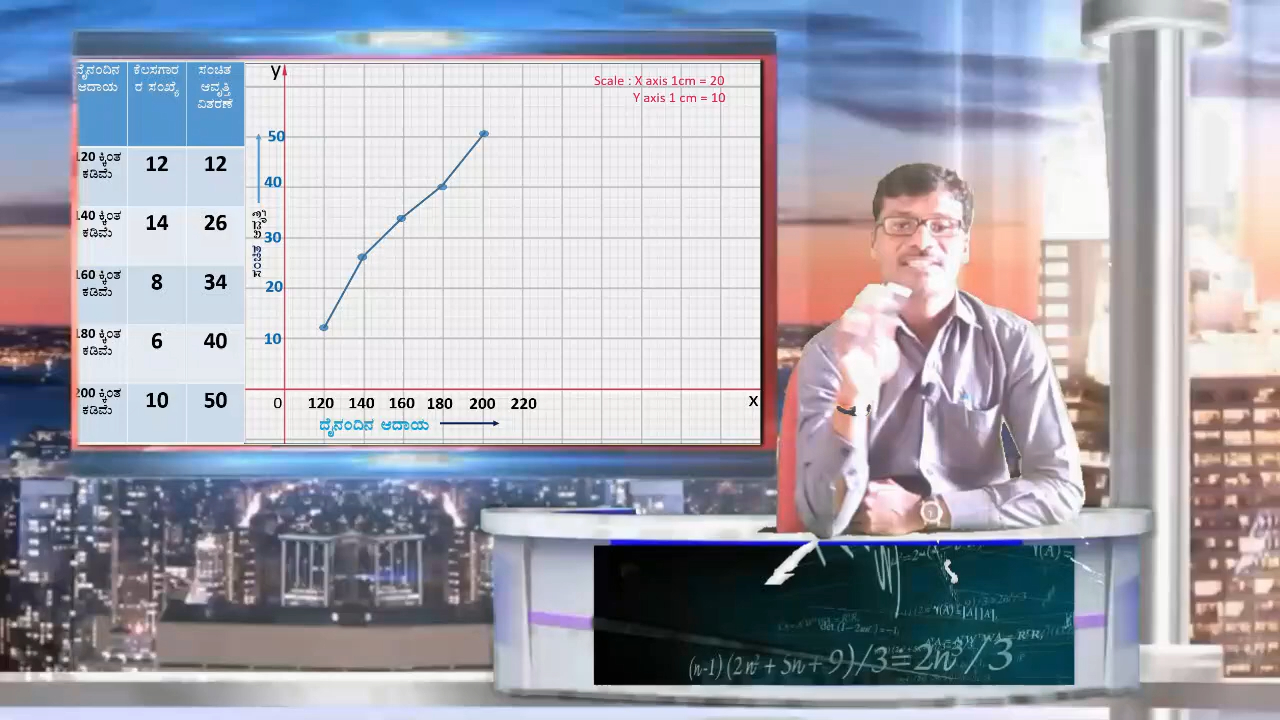 ದೈನಂದಿನ ಆದಾಯ
ಕೆಲಸಗಾರರ ಸಂಖ್ಯೆ
ಸಂಚಿತ ಆವೃತ್ತಿ ವಿತರಣೆ
120 ಕ್ಕಿಂತ ಕಡಿಮೆ 12 12
140 ಕ್ಕಿಂತ ಕಡಿಮೆ 14 26
160 ಕ್ಕಿಂತ ಕಡಿಮೆ 8 34
180 ಕ್ಕಿಂತ ಕಡಿಮೆ 6 40
200 ಕ್ಕಿಂತ ಕಡಿಮೆ 10 50
y
Scale : X axis 1cm = 20
Y axis 1 cm = 10
50
40
30
20
10
ಸಂಚಿತ ಆವೃತ್ತಿ
0 120 140 160 180 200 220 X
ದೈನಂದಿನ ಆದಾಯ
(n-1)(2n² + 5n + 9)/3 = 2n³/3